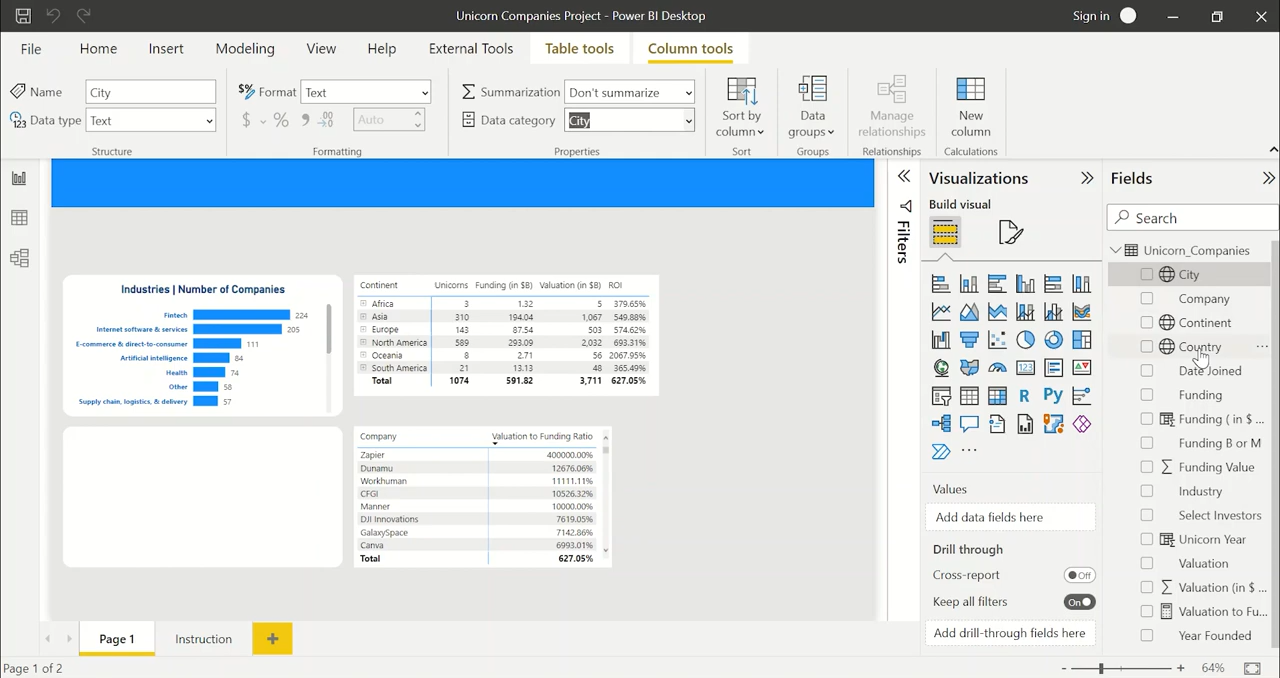 Unicorn Companies Project - Power BI Desktop
Sign in
File
Home
Insert
Modeling
View
Help
External Tools
Table tools
Column tools
Name
City
Format
Text
Summarization
Don't summarize
Data type
Text
$
%
Auto
Data category
City
Sort by
column
Data
groups
Manage
relationships
New
column
Structure
Formatting
Properties
Sort
Groups
Relationships
Calculations
Industries | Number of Companies
Fintech 224
Internet software & services 205
E-commerce & direct-to-consumer 111
Artificial intelligence 84
Health 74
Other 58
Supply chain, logistics, & delivery 57
Continent Unicorns Funding (in $B) Valuation (in $B) ROI
Africa 3 1.32 5 379.65%
Asia 310 194.04 1,067 549.88%
Europe 143 87.54 503 574.62%
North America 589 293.09 2,032 693.31%
Oceania 8 2.71 56 2067.95%
South America 21 13.13 48 365.49%
Total 1074 591.82 3,711 627.05%
Company Valuation to Funding Ratio
Zapier 400000.00%
Dunamu 12676.06%
Workhuman 11111.11%
CFGI 10526.32%
Manner 10000.00%
DJI Innovations 7619.05%
GalaxySpace 7142.86%
Canva 6993.01%
Total 627.05%
Filters
Visualizations
Build visual
R
Py
123
Values
Add data fields here
Drill through
Cross-report
Off
Keep all filters
On
Add drill-through fields here
Fields
Search
Unicorn_Companies
City
Company
Continent
Country
Date Joined
Funding
Funding ( in $ ...
Funding B or M
Funding Value
Industry
Select Investors
Unicorn Year
Valuation
Valuation (in $ ...
Valuation to Fu...
Year Founded
Page 1
Instruction
Page 1 of 2
64%